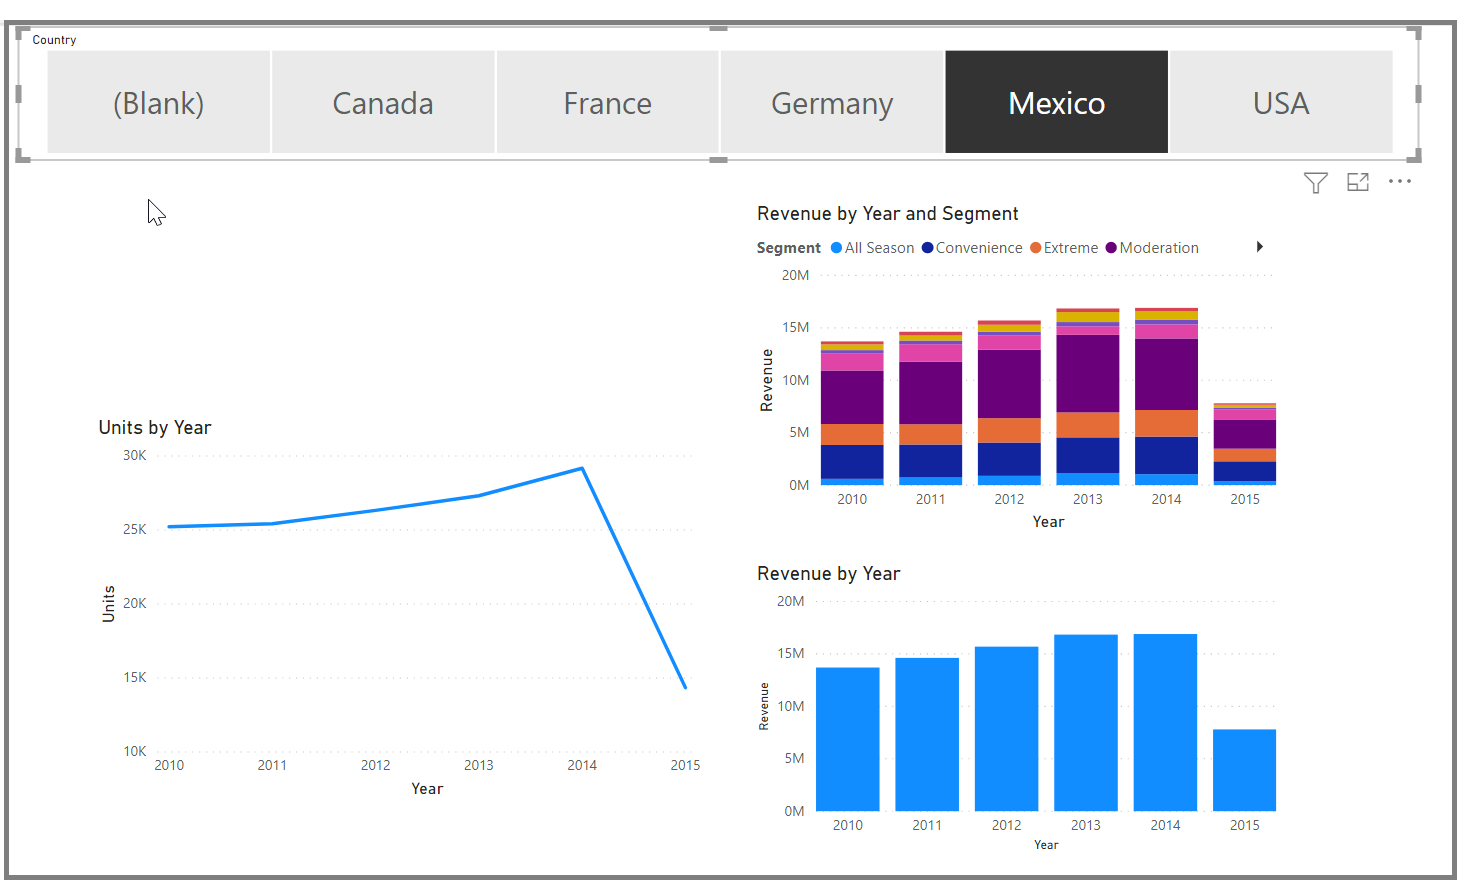 Country
(Blank) Canada France Germany Mexico USA
Revenue by Year and Segment
Segment All Season Convenience Extreme Moderation
20M
15M
10M
5M
0M
Revenue
2010 2011 2012 2013 2014 2015
Year
Units by Year
30K
25K
20K
15K
10K
Units
2010 2011 2012 2013 2014 2015
Year
Revenue by Year
20M
15M
10M
5M
0M
Revenue
2010 2011 2012 2013 2014 2015
Year